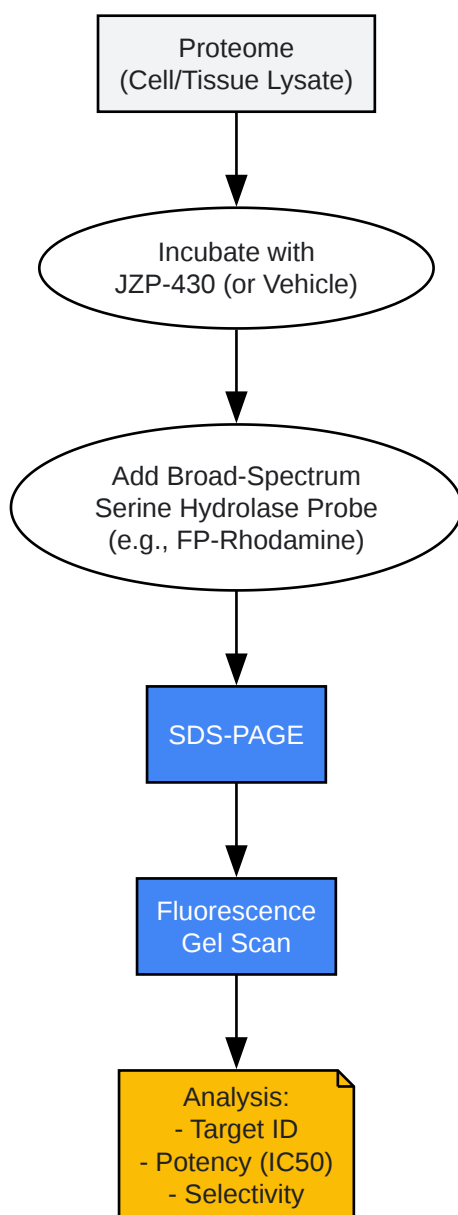 Proteome
(Cell/Tissue Lysate)
Incubate with
JZP-430 (or Vehicle)
Add Broad-Spectrum
Serine Hydrolase Probe
(e.g., FP-Rhodamine)
SDS-PAGE
Fluorescence
Gel Scan
Analysis:
- Target ID
- Potency (IC50)
- Selectivity